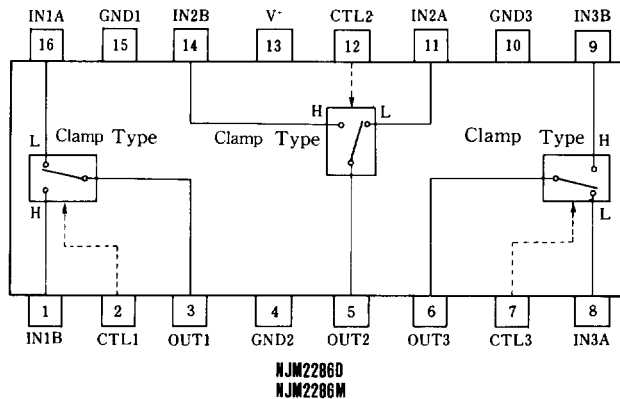 IN1A GND1 IN2B V+ CTL2 IN2A GND3 IN3B
16 15 14 13 12 11 10 9
H L
L Clamp Type Clamp Type Clamp Type H
H L
1 2 3 4 5 6 7 8
IN1B CTL1 OUT1 GND2 OUT2 OUT3 CTL3 IN3A
NJM2286D
NJM2286M